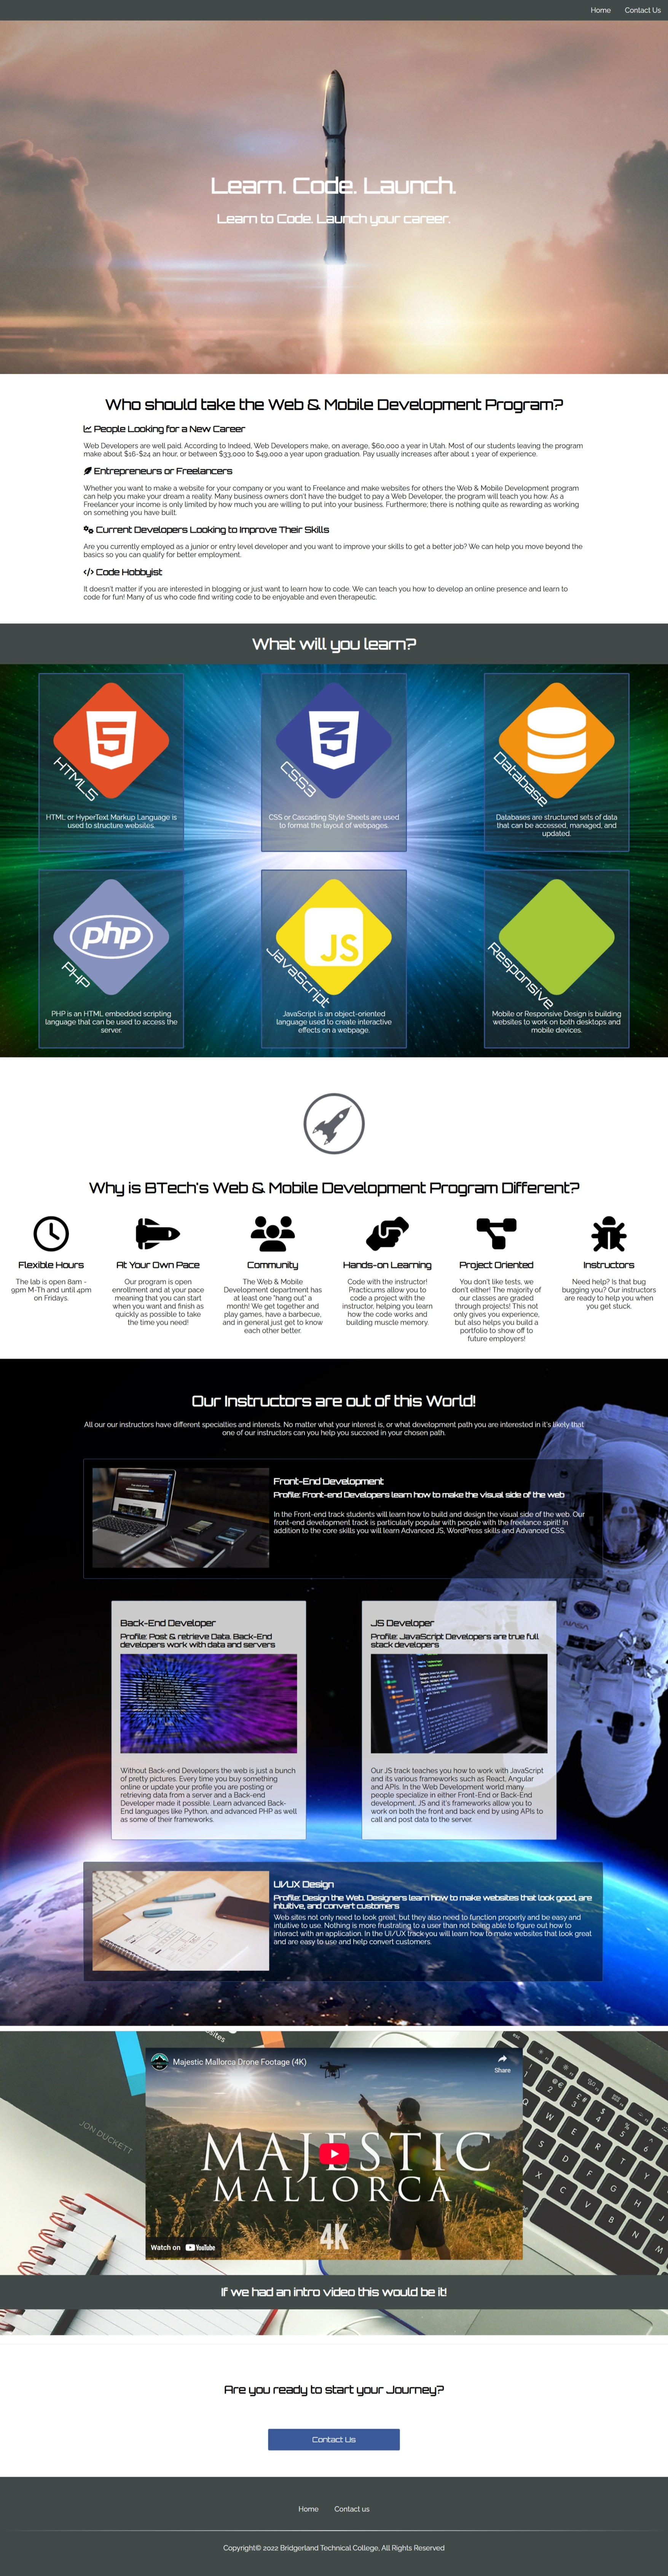 Home Contact Us
Learn. Code. Launch.
Learn to Code. Launch your career.
Who should take the Web & Mobile Development Program?
People Looking for a New Career
Web Developers are well paid. According to Indeed, Web Developers make, on average, $60,000 a year in Utah. Most of our students leaving the program
make about $16-$24 an hour, or between $33,000 to $49,000 a year upon graduation. Pay usually increases after about 1 year of experience.
Entrepreneurs or Freelancers
Whether you want to make a website for your company or you want to Freelance and make websites for others the Web & Mobile Development program
can help you make your dream a reality. Many business owners don't have the budget to pay a Web Developer, the program will teach you how. As a
Freelancer your income is only limited by how much you are willing to put into your business. Furthermore; there is nothing quite as rewarding as working
on something you have built.
Current Developers Looking to Improve Their Skills
Are you currently employed as a junior or entry level developer and you want to improve your skills to get a better job? We can help you move beyond the
basics so you can qualify for better employment.
Code Hobbyist
It doesn't matter if you are interested in blogging or just want to learn how to code. We can teach you how to develop an online presence and learn to
code for fun! Many of us who code find writing code to be enjoyable and even therapeutic.
What will you learn?
5
HTML5
HTML or HyperText Markup Language is
used to structure websites.
3
CSS3
CSS or Cascading Style Sheets are used
to format the layout of webpages.
Database
Databases are structured sets of data
that can be accessed, managed, and
updated.
php
PHP
PHP is an HTML embedded scripting
language that can be used to access the
server.
JS
JavaScript
JavaScript is an object-oriented
language used to create interactive
effects on a webpage.
Responsive
Mobile or Responsive Design is building
websites to work on both desktops and
mobile devices.
Why is BTech's Web & Mobile Development Program Different?
Flexible Hours
The lab is open 8am -
9pm M-Th and until 4pm
on Fridays.
At Your Own Pace
Our program is open
enrollment and at your pace
meaning that you can start
when you want and finish as
quickly as possible to take
the time you need!
Community
The Web & Mobile
Development department has
at least one "hang out" a
month! We get together and
play games, have a barbecue,
and in general just get to know
each other better.
Hands-on Learning
Code with the instructor!
Practicums allow you to
code a project with the
instructor, helping you learn
how the code works and
building muscle memory.
Project Oriented
You don't like tests, we
don't either! The majority of
our classes are graded
through projects! This not
only gives you experience,
but also helps you build a
portfolio to show off to
future employers!
Instructors
Need help? Is that bug
bugging you? Our instructors
are ready to help you when
you get stuck.
Our Instructors are out of this World!
All our our instructors have different specialties and interests. No matter what your interest is, or what development path you are interested in it's likely that
one of our instructors can you help you succeed in your chosen path.
Front-End Development
Profile: Front-end Developers learn how to make the visual side of the web
In the Front-end track students will learn how to build and design the visual side of the web. Our
front-end development track is particularly popular with people with the freelance spirit! In
addition to the core skills you will learn Advanced JS, WordPress skills and Advanced CSS.
NASA
Back-End Developer
Profile: Post & retrieve Data. Back-End
developers work with data and servers
Without Back-end Developers the web is just a bunch
of pretty pictures. Every time you buy something
online or update your profile you are posting or
retrieving data from a server and a Back-end
Developer made it possible. Learn advanced Back-
End languages like Python, and advanced PHP as well
as some of their frameworks.
JS Developer
Profile: JavaScript Developers are true full
stack developers
Our JS track teaches you how to work with JavaScript
and its various frameworks such as React, Angular
and APIs. In the Web Development world many
people specialize in either Front-End or Back-End
development, JS and it's frameworks allow you to
work on both the front and back end by using APIs to
call and post data to the server.
UI/UX Design
Profile: Design the Web. Designers learn how to make websites that look good, are
intuitive, and convert customers
Web sites not only need to look great, but they also need to function properly and be easy and
intuitive to use. Nothing is more frustrating to a user than not being able to figure out how to
interact with an application. In the UI/UX track you will learn how to make websites that look great
and are easy to use and help convert customers.
JON DUCKETT
Majestic Mallorca Drone Footage (4K)
Share
MAJESTIC
MALLORCA
4K
Watch on YouTube
If we had an intro video this would be it!
Are you ready to start your Journey?
Contact Us
Home Contact us
Copyright© 2022 Bridgerland Technical College, All Rights Reserved